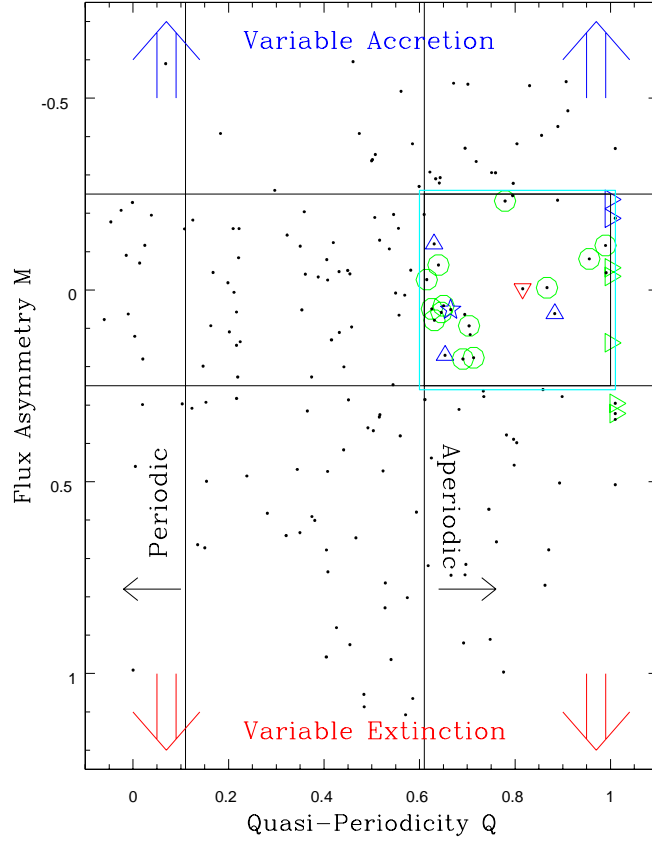 Variable Accretion
-0.5
0
0.5
1
Flux Asymmetry M
Periodic
Aperiodic
Variable Extinction
0
0.2
0.4
0.6
0.8
1
Quasi-Periodicity Q